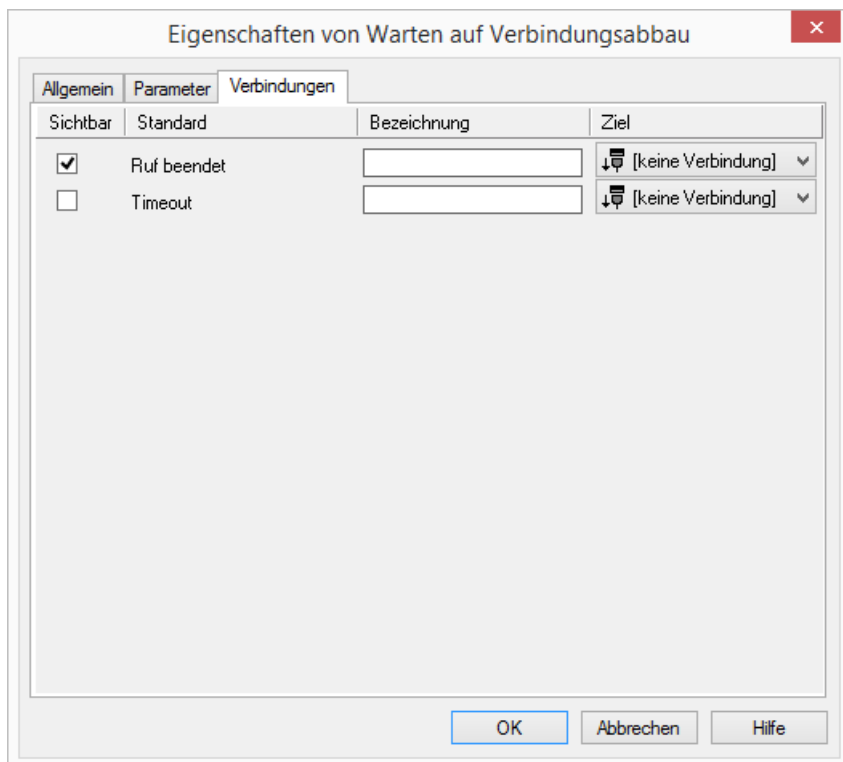 Eigenschaften von Warten auf Verbindungsabbau
Allgemein Parameter Verbindungen
Sichtbar Standard Bezeichnung Ziel
Ruf beendet [keine Verbindung]
Timeout [keine Verbindung]
OK Abbrechen Hilfe